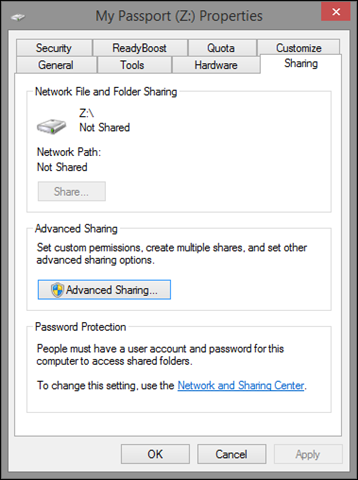 My Passport (Z:) Properties
Security ReadyBoost Quota Customize
General Tools Hardware Sharing
Network File and Folder Sharing
Z:\
Not Shared
Network Path:
Not Shared
Share...
Advanced Sharing
Set custom permissions, create multiple shares, and set other
advanced sharing options.
Advanced Sharing...
Password Protection
People must have a user account and password for this
computer to access shared folders.
To change this setting, use the Network and Sharing Center.
OK Cancel Apply